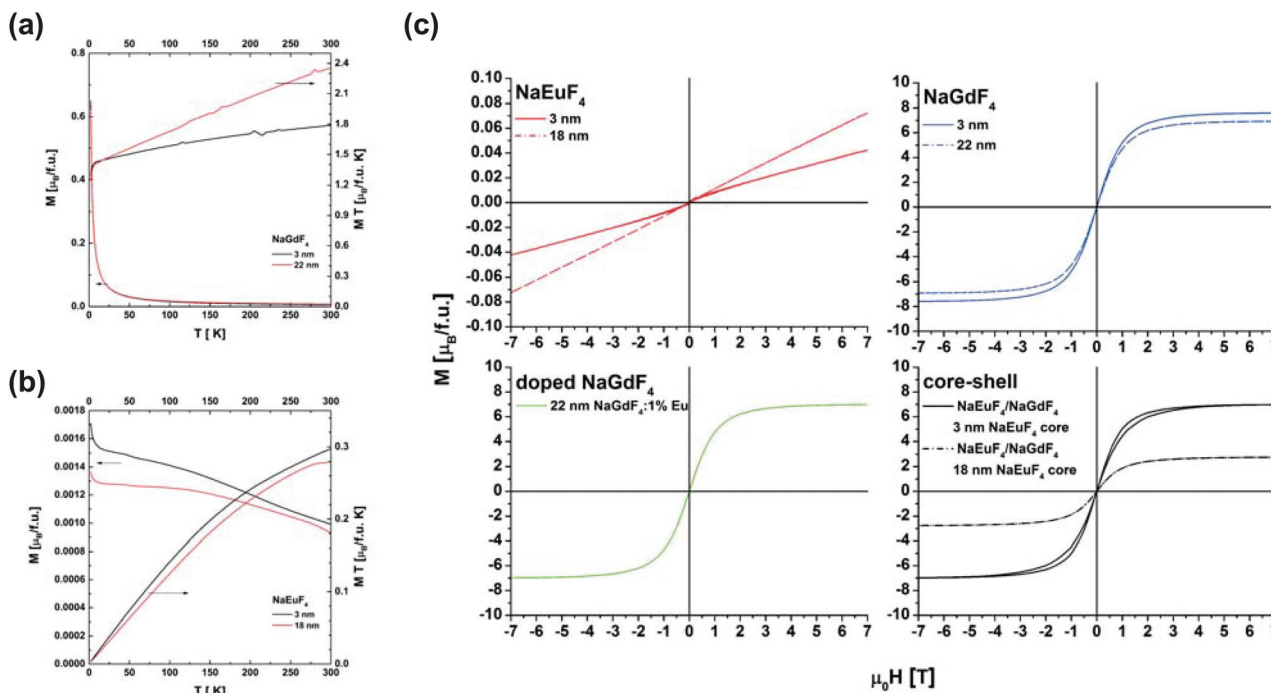 (a)
0 50 100 150 200 250 300
0.8
0.6
0.4
0.2
0.0
M [μB/f.u.]
2.4
2.1
1.8
1.5
1.2
0.9
0.6
0.3
0.0
M T [μB/f.u. K]
NaGdF4
3 nm
22 nm
0 50 100 150 200 250 300
T [ K]
(b)
0 50 100 150 200 250 300
0.0018
0.0016
0.0014
0.0012
0.0010
0.0008
0.0006
0.0004
0.0002
0.0000
M [μB/f.u.]
0.3
0.2
0.1
0.0
M T [μB/f.u. K]
NaEuF4
3 nm
18 nm
0 50 100 150 200 250 300
T [ K]
(c)
M [μB/f.u.]
0.10
0.08
0.06
0.04
0.02
0.00
-0.02
-0.04
-0.06
-0.08
-0.10
NaEuF4
3 nm
18 nm
-7 -6 -5 -4 -3 -2 -1 0 1 2 3 4 5 6 7
10
8
6
4
2
0
-2
-4
-6
-8
-10
NaGdF4
3 nm
22 nm
-7 -6 -5 -4 -3 -2 -1 0 1 2 3 4 5 6 7
10
8
6
4
2
0
-2
-4
-6
-8
-10
doped NaGdF4
22 nm NaGdF4:1% Eu
-7 -6 -5 -4 -3 -2 -1 0 1 2 3 4 5 6 7
10
8
6
4
2
0
-2
-4
-6
-8
-10
core-shell
NaEuF4/NaGdF4
3 nm NaEuF4 core
NaEuF4/NaGdF4
18 nm NaEuF4 core
-7 -6 -5 -4 -3 -2 -1 0 1 2 3 4 5 6 7
μ0H [T]